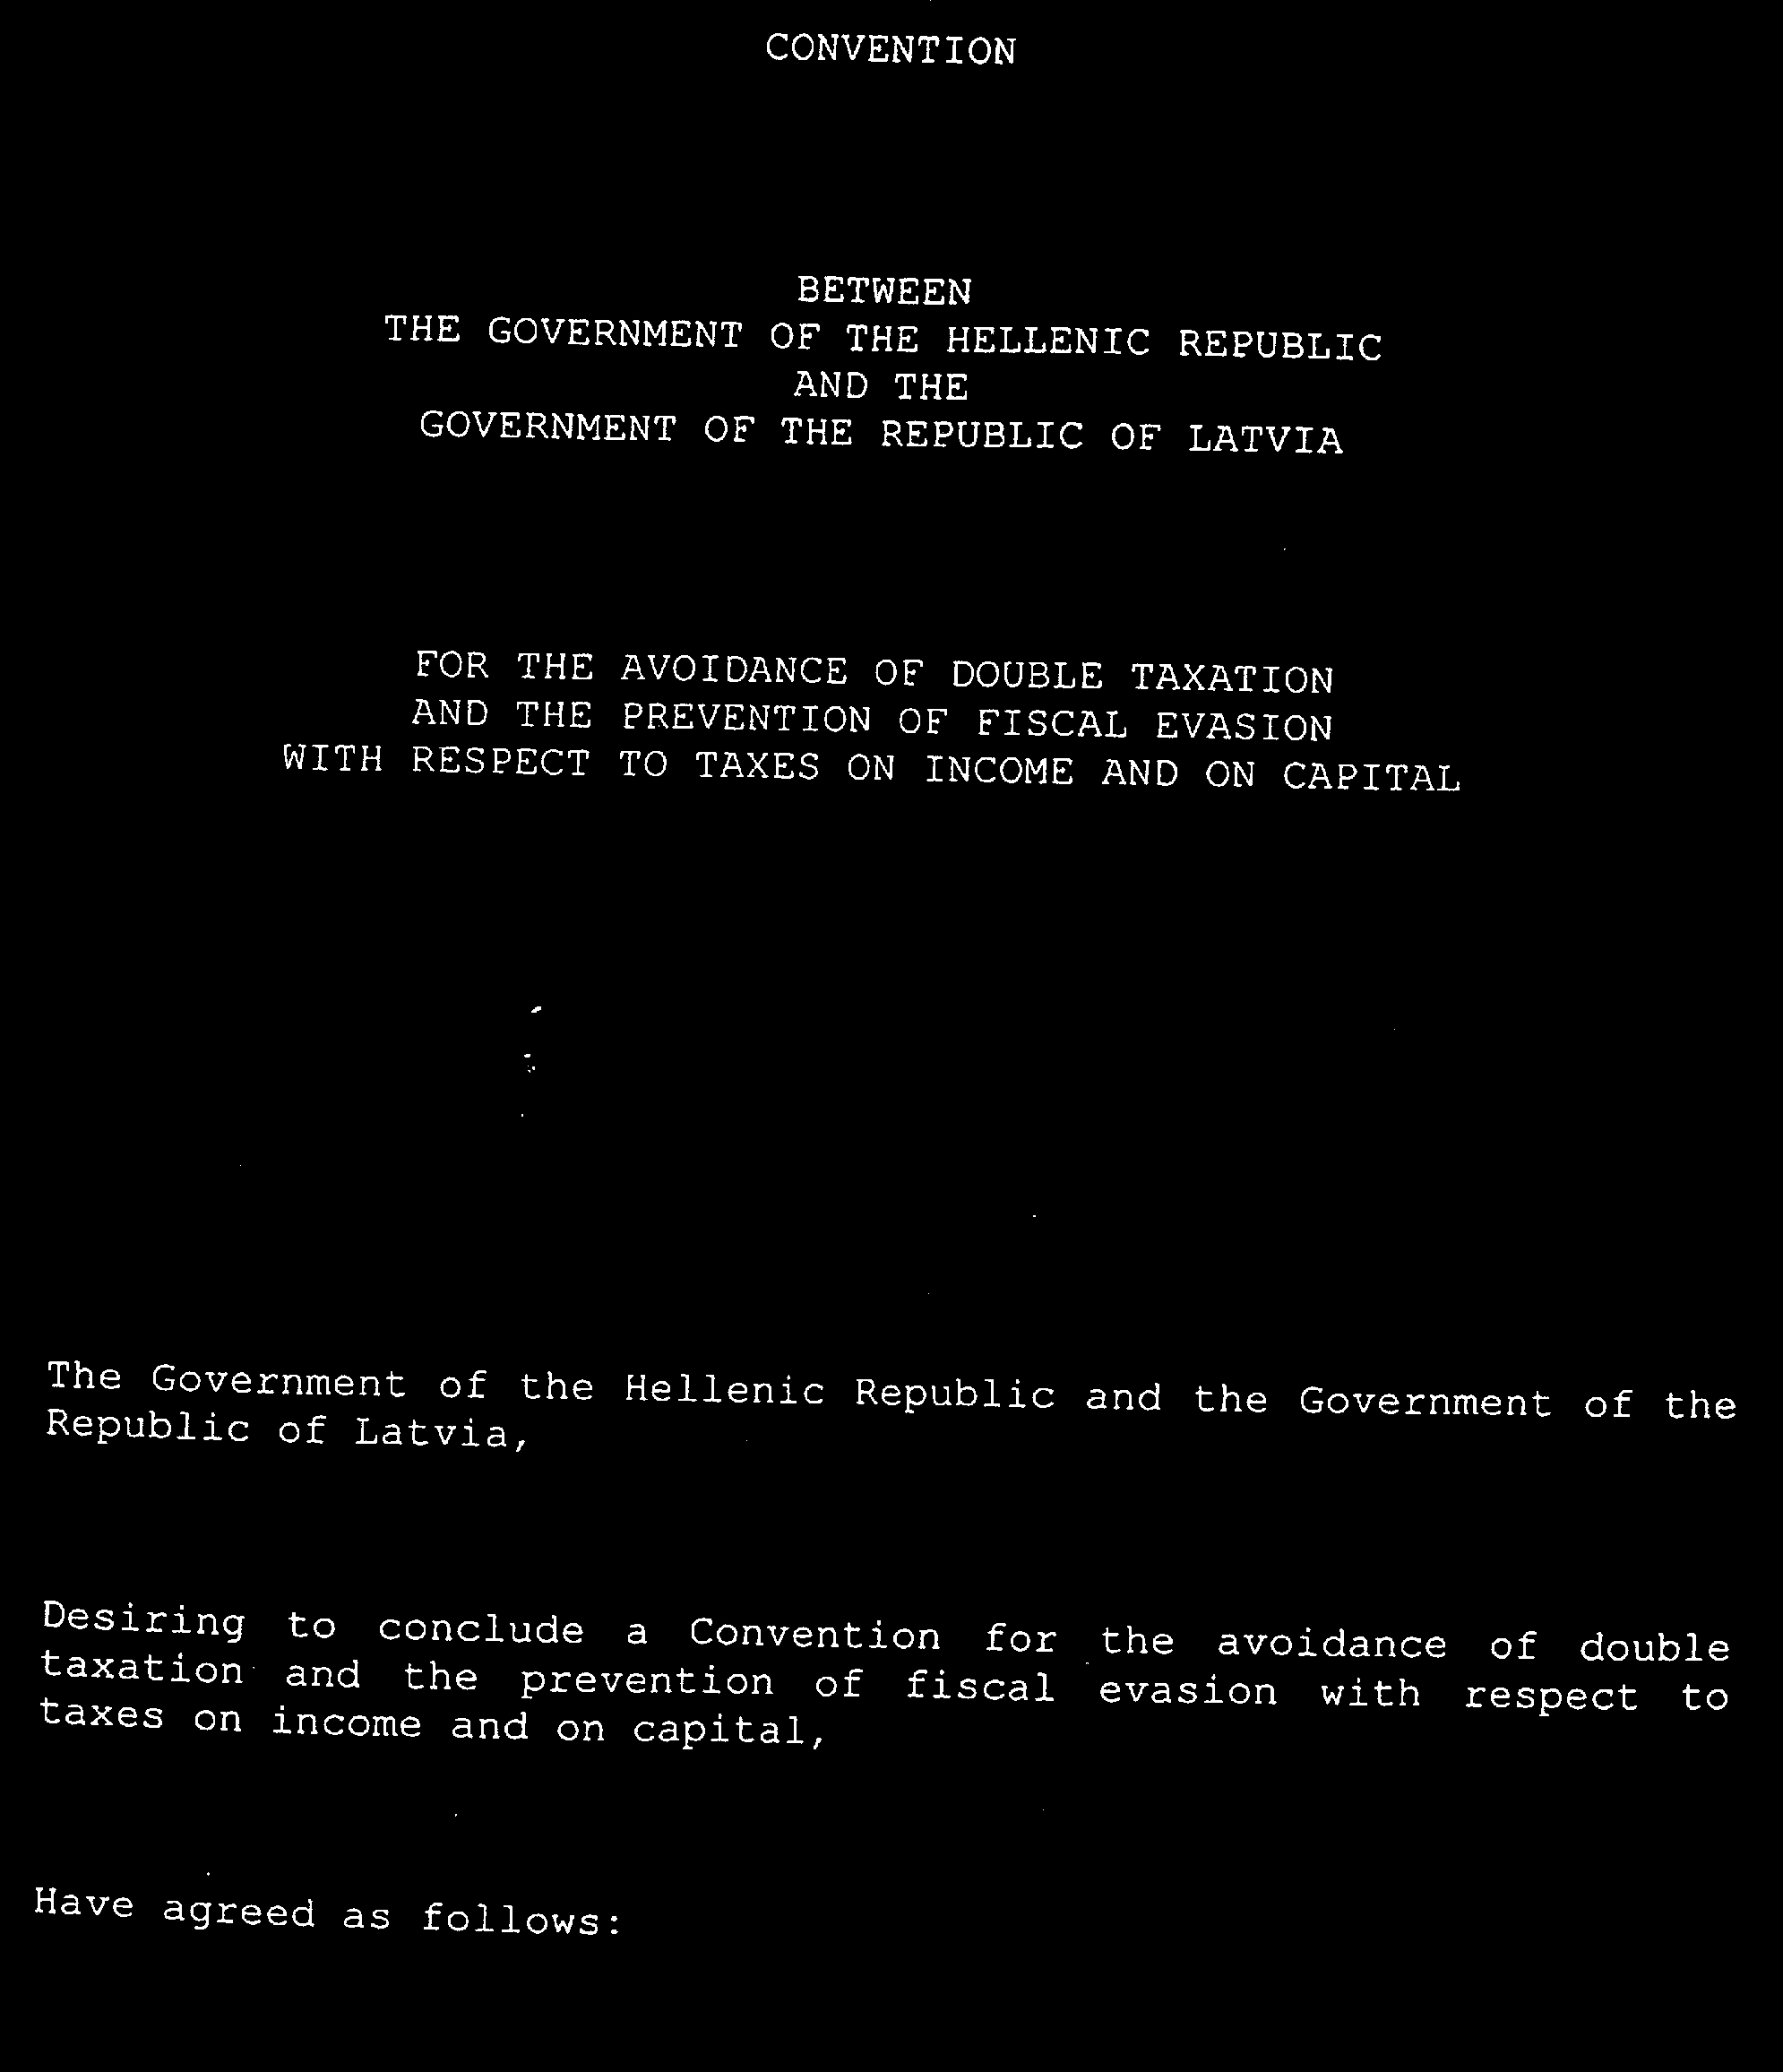 CONVENTION
BETWEEN
THE GOVERNMENT OF THE HELLENIC REPUBLIC
AND THE
GOVERNMENT OF THE REPUBLIC OF LATVIA
FOR THE AVOIDANCE OF DOUBLE TAXATION
AND THE PREVENTION OF FISCAL EVASION
WITH RESPECT TO TAXES ON INCOME AND ON CAPITAL
The Government of the Hellenic Republic and the Government of the
Republic of Latvia,
Desiring to conclude a Convention for the avoidance of double
taxation and the prevention of fiscal evasion with respect to
taxes on income and on capital,
Have agreed as follows: